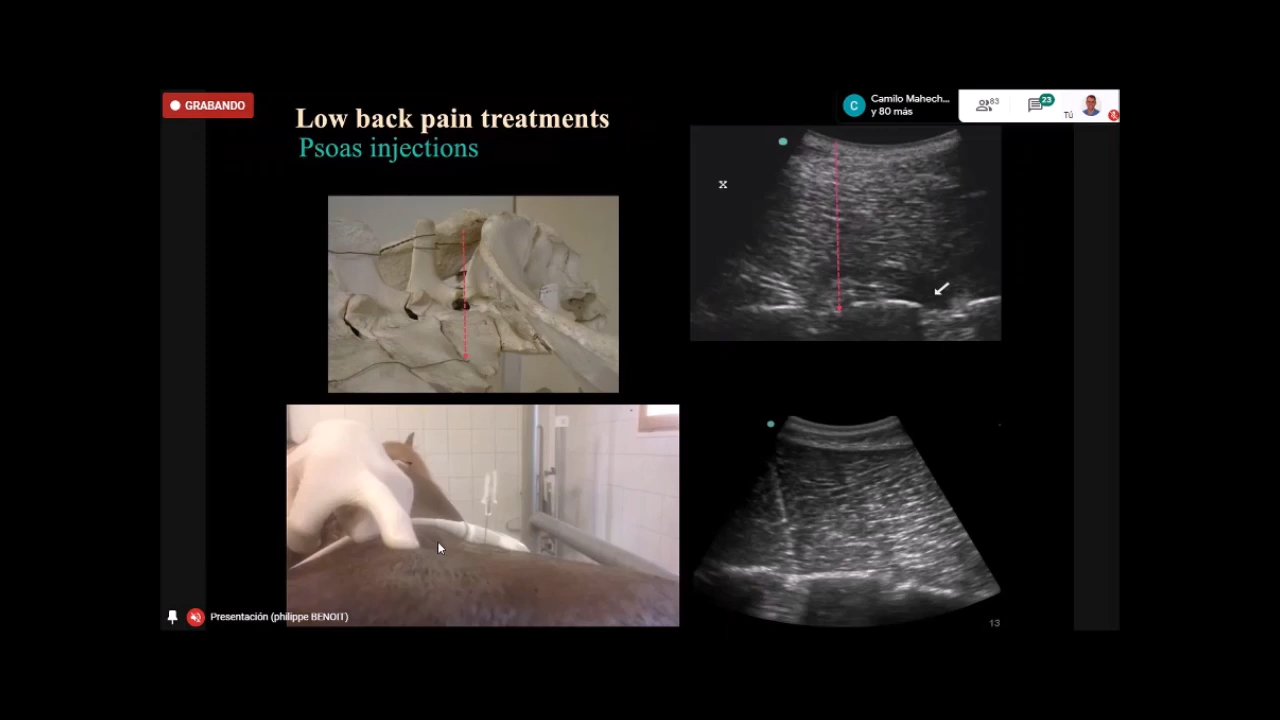 GRABANDO
Low back pain treatments
Psoas injections
C
Camilo Mahech...
y 80 más
83
23
Tú
X
Presentación (philippe BENOIT)
13